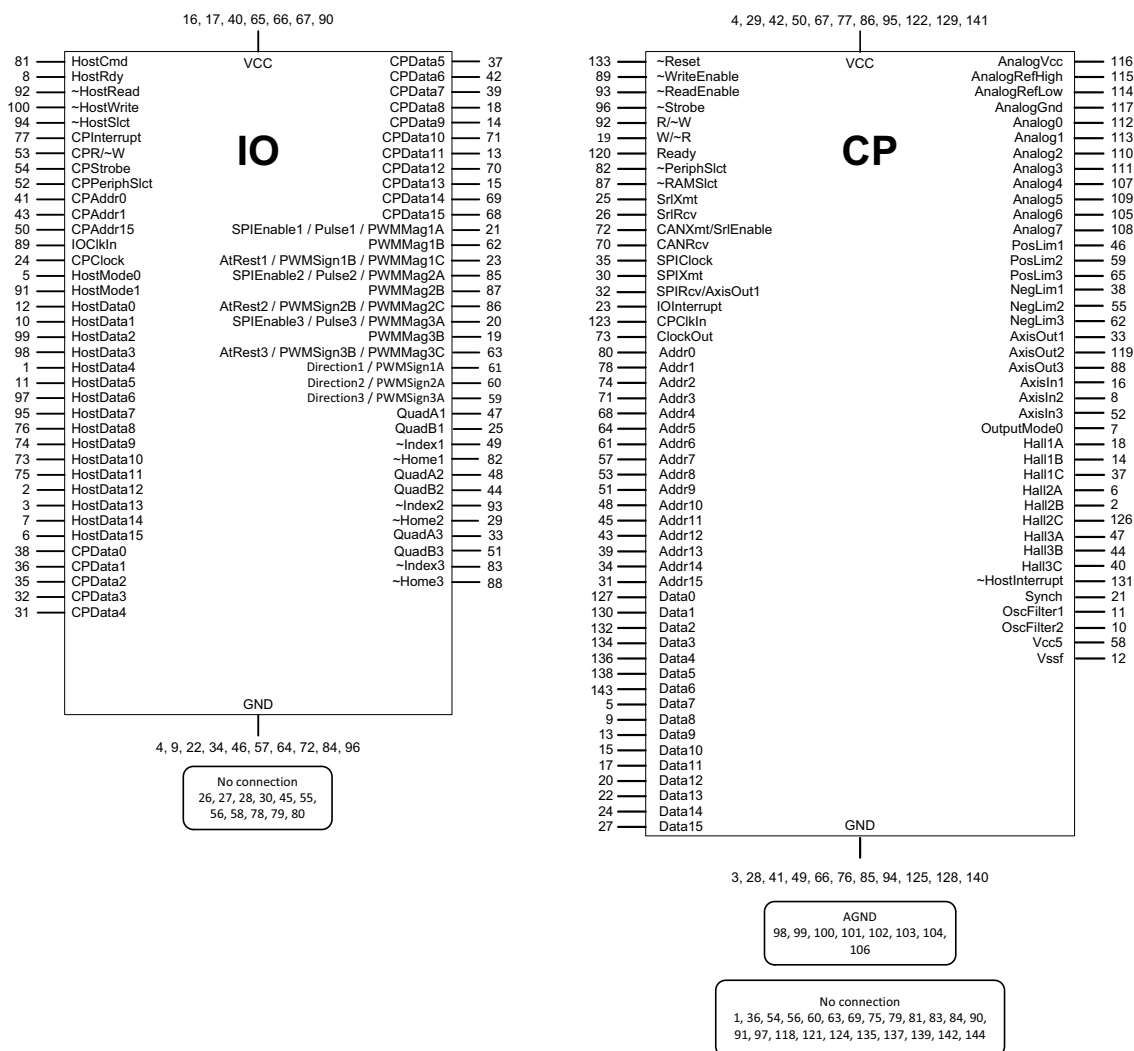 16, 17, 40, 65, 66, 67, 90
VCC
IO
81 HostCmd
8 HostRdy
92 ~HostRead
100 ~HostWrite
94 ~HostSlct
77 CPInterrupt
53 CPR/~W
54 CPStrobe
52 CPPeriphSlct
41 CPAddr0
43 CPAddr1
50 CPAddr15
89 IOClkIn
24 CPClock
5 HostMode0
91 HostMode1
12 HostData0
10 HostData1
99 HostData2
98 HostData3
1 HostData4
11 HostData5
97 HostData6
95 HostData7
76 HostData8
74 HostData9
73 HostData10
75 HostData11
2 HostData12
3 HostData13
7 HostData14
6 HostData15
38 CPData0
36 CPData1
35 CPData2
32 CPData3
31 CPData4
CPData5 37
CPData6 42
CPData7 39
CPData8 18
CPData9 14
CPData10 71
CPData11 13
CPData12 70
CPData13 15
CPData14 69
CPData15 68
SPIEnable1 / Pulse1 / PWMMag1A 21
PWMMag1B 62
AtRest1 / PWMSign1B / PWMMag1C 23
SPIEnable2 / Pulse2 / PWMMag2A 85
PWMMag2B 87
AtRest2 / PWMSign2B / PWMMag2C 86
SPIEnable3 / Pulse3 / PWMMag3A 20
PWMMag3B 19
AtRest3 / PWMSign3B / PWMMag3C 63
Direction1 / PWMSign1A 61
Direction2 / PWMSign2A 60
Direction3 / PWMSign3A 59
QuadA1 47
QuadB1 25
~Index1 49
~Home1 82
QuadA2 48
QuadB2 44
~Index2 93
~Home2 29
QuadA3 33
QuadB3 51
~Index3 83
~Home3 88
GND
4, 9, 22, 34, 46, 57, 64, 72, 84, 96
No connection
26, 27, 28, 30, 45, 55,
56, 58, 78, 79, 80
4, 29, 42, 50, 67, 77, 86, 95, 122, 129, 141
VCC
CP
133 ~Reset
89 ~WriteEnable
93 ~ReadEnable
96 ~Strobe
92 R/~W
19 W/~R
120 Ready
82 ~PeriphSlct
87 ~RAMSlct
25 SrlXmt
26 SrlRcv
72 CANXmt/SrlEnable
70 CANRcv
35 SPIClock
30 SPIXmt
32 SPIRcv/AxisOut1
23 IOInterrupt
123 CPClkIn
73 ClockOut
80 Addr0
78 Addr1
74 Addr2
71 Addr3
68 Addr4
64 Addr5
61 Addr6
57 Addr7
53 Addr8
51 Addr9
48 Addr10
45 Addr11
43 Addr12
39 Addr13
34 Addr14
31 Addr15
127 Data0
130 Data1
132 Data2
134 Data3
136 Data4
138 Data5
143 Data6
5 Data7
9 Data8
13 Data9
15 Data10
17 Data11
20 Data12
22 Data13
24 Data14
27 Data15
AnalogVcc 116
AnalogRefHigh 115
AnalogRefLow 114
AnalogGnd 117
Analog0 112
Analog1 113
Analog2 110
Analog3 111
Analog4 107
Analog5 109
Analog6 105
Analog7 108
PosLim1 46
PosLim2 59
PosLim3 65
NegLim1 38
NegLim2 55
NegLim3 62
AxisOut1 33
AxisOut2 119
AxisOut3 88
AxisIn1 16
AxisIn2 8
AxisIn3 52
OutputMode0 7
Hall1A 18
Hall1B 14
Hall1C 37
Hall2A 6
Hall2B 2
Hall2C 126
Hall3A 47
Hall3B 44
Hall3C 40
~HostInterrupt 131
Synch 21
OscFilter1 11
OscFilter2 10
Vcc5 58
Vssf 12
GND
3, 28, 41, 49, 66, 76, 85, 94, 125, 128, 140
AGND
98, 99, 100, 101, 102, 103, 104,
106
No connection
1, 36, 54, 56, 60, 63, 69, 75, 79, 81, 83, 84, 90,
91, 97, 118, 121, 124, 135, 137, 139, 142, 144